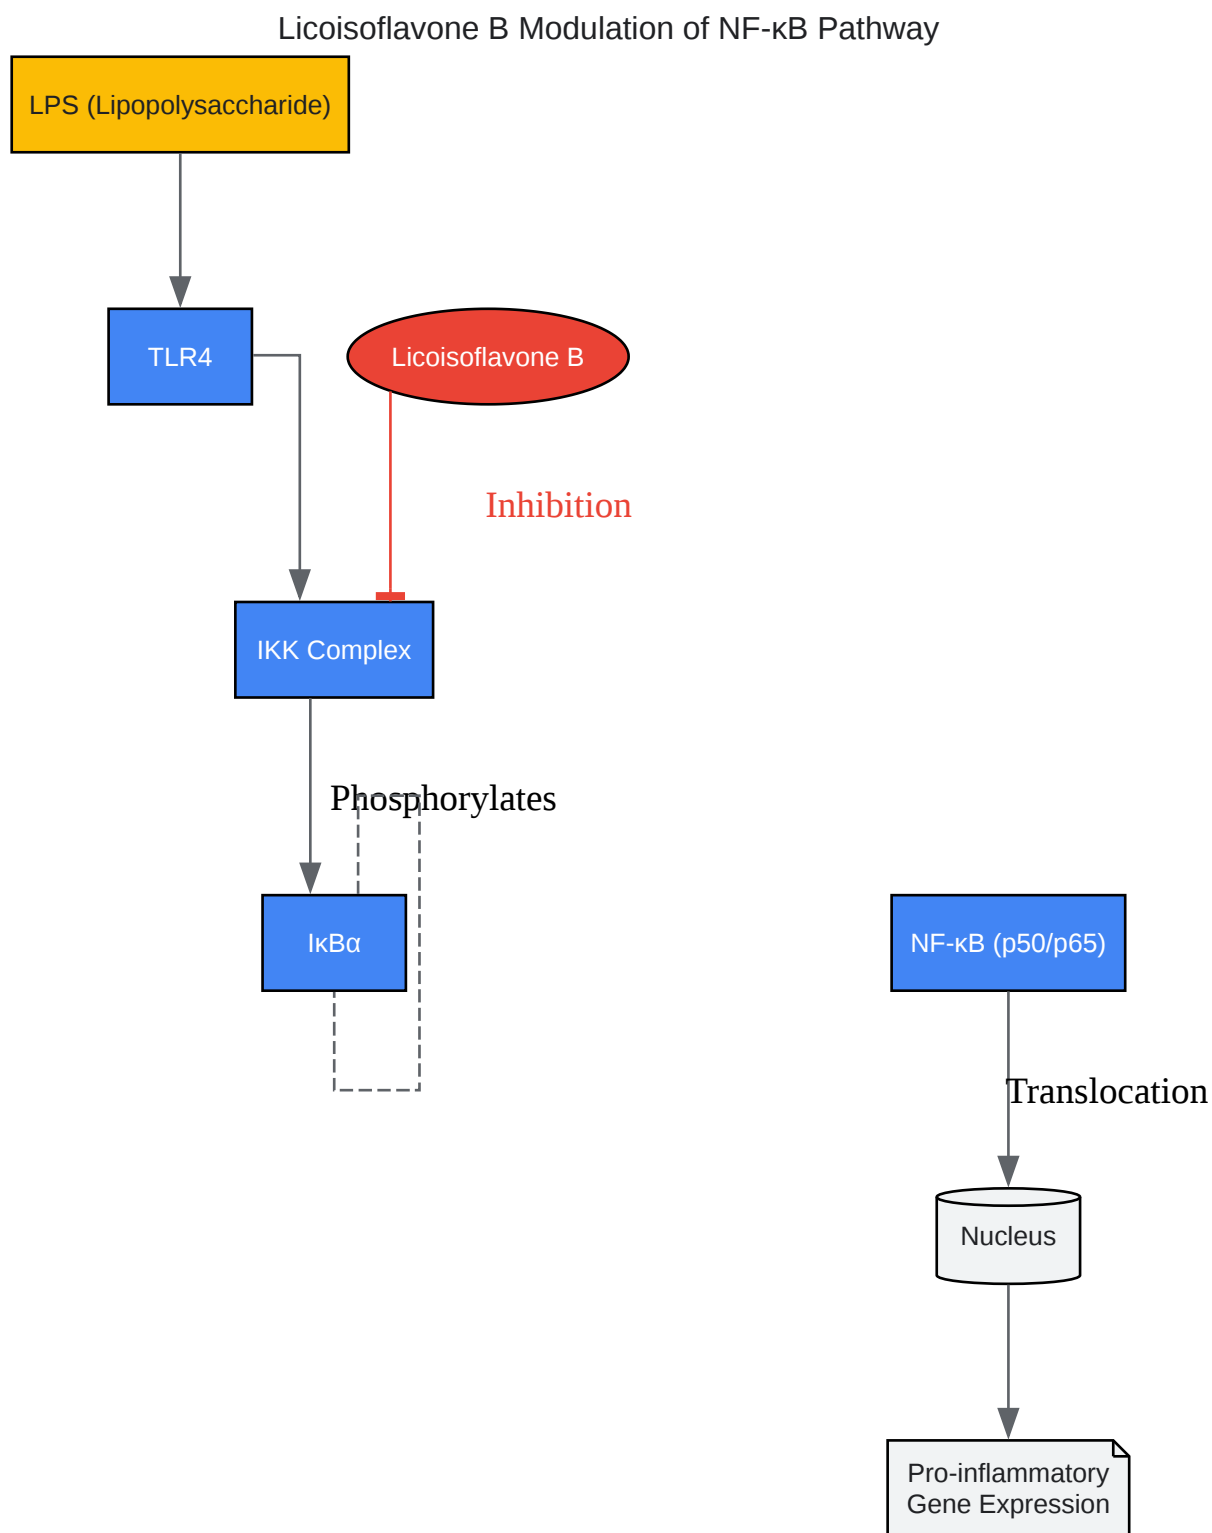 Licoisoflavone B Modulation of NF-κB Pathway
LPS (Lipopolysaccharide)
TLR4
Licoisoflavone B
Inhibition
IKK Complex
Phosphorylates
IκBα
NF-κB (p50/p65)
Translocation
Nucleus
Pro-inflammatory
Gene Expression